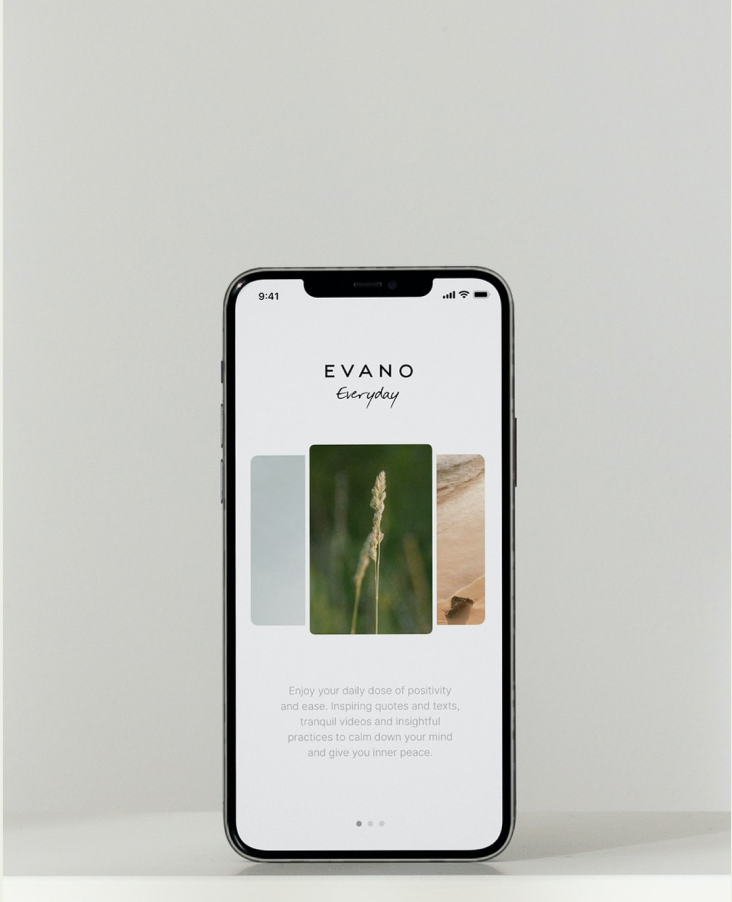 9:41
EVANO
Everyday
Enjoy your daily dose of positivity
and ease. Inspiring quotes and texts,
tranquil videos and insightful
practices to calm down your mind
and give you inner peace.